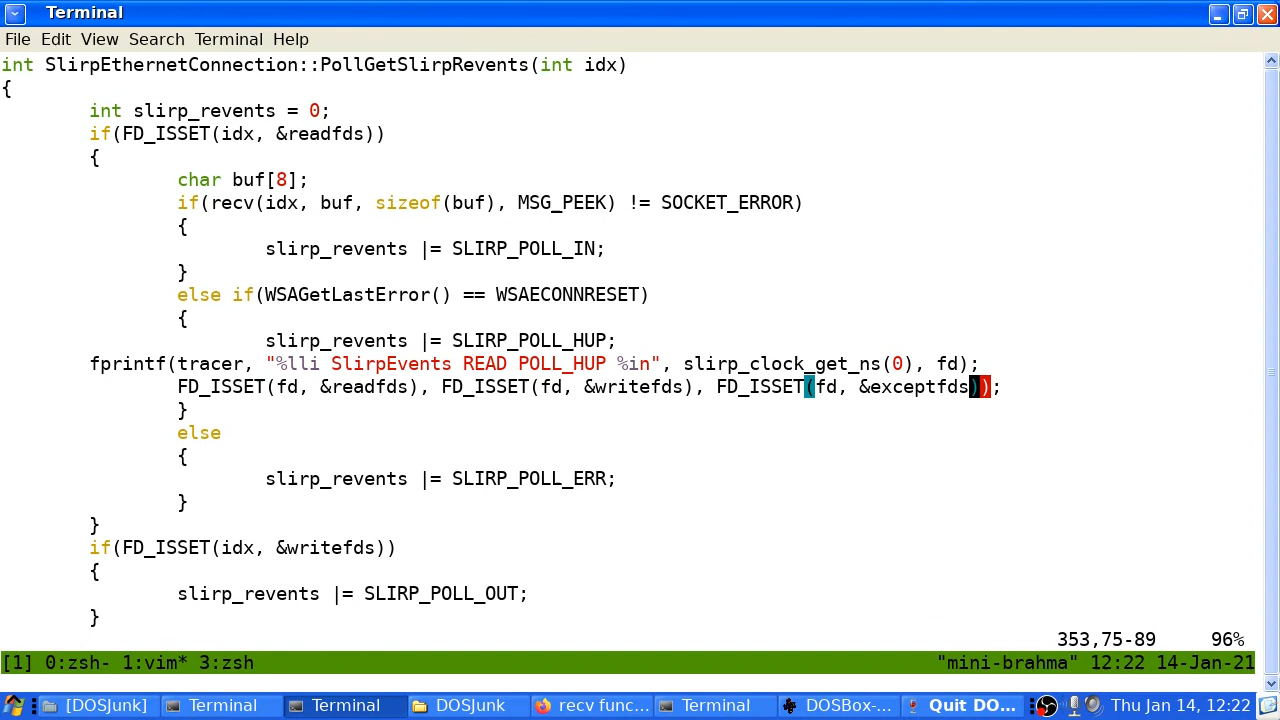 Terminal
File Edit View Search Terminal Help
int SlirpEthernetConnection::PollGetSlirpRevents(int idx)
{
int slirp_revents = 0;
if(FD_ISSET(idx, &readfds))
{
char buf[8];
if(recv(idx, buf, sizeof(buf), MSG_PEEK) != SOCKET_ERROR)
{
slirp_revents |= SLIRP_POLL_IN;
}
else if(WSAGetLastError() == WSAECONNRESET)
{
slirp_revents |= SLIRP_POLL_HUP;
fprintf(tracer, "%lli SlirpEvents READ POLL_HUP %in", slirp_clock_get_ns(0), fd);
FD_ISSET(fd, &readfds), FD_ISSET(fd, &writefds), FD_ISSET(fd, &exceptfds));
}
else
{
slirp_revents |= SLIRP_POLL_ERR;
}
}
if(FD_ISSET(idx, &writefds))
{
slirp_revents |= SLIRP_POLL_OUT;
}
353,75-89 96%
[1] 0:zsh- 1:vim* 3:zsh "mini-brahma" 12:22 14-Jan-21
[DOSJunk] Terminal Terminal DOSJunk recv func... Terminal DOSBox-... Quit DO... Thu Jan 14, 12:22